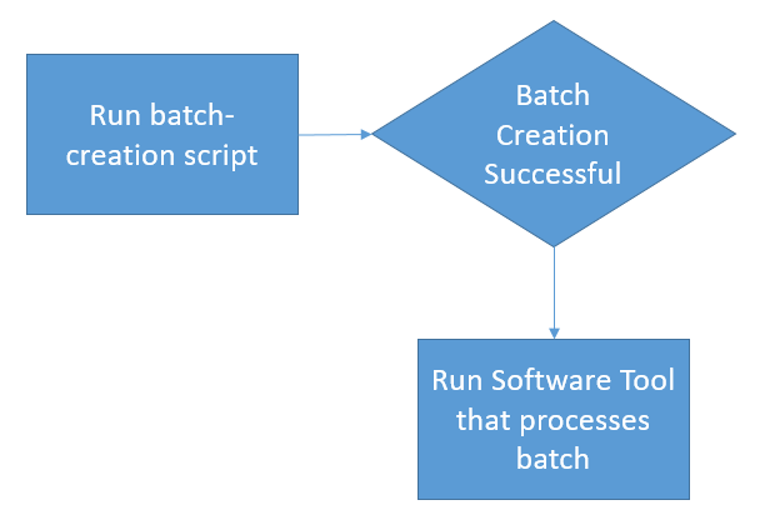 Run batch-
creation script
Batch
Creation
Successful
Run Software Tool
that processes
batch